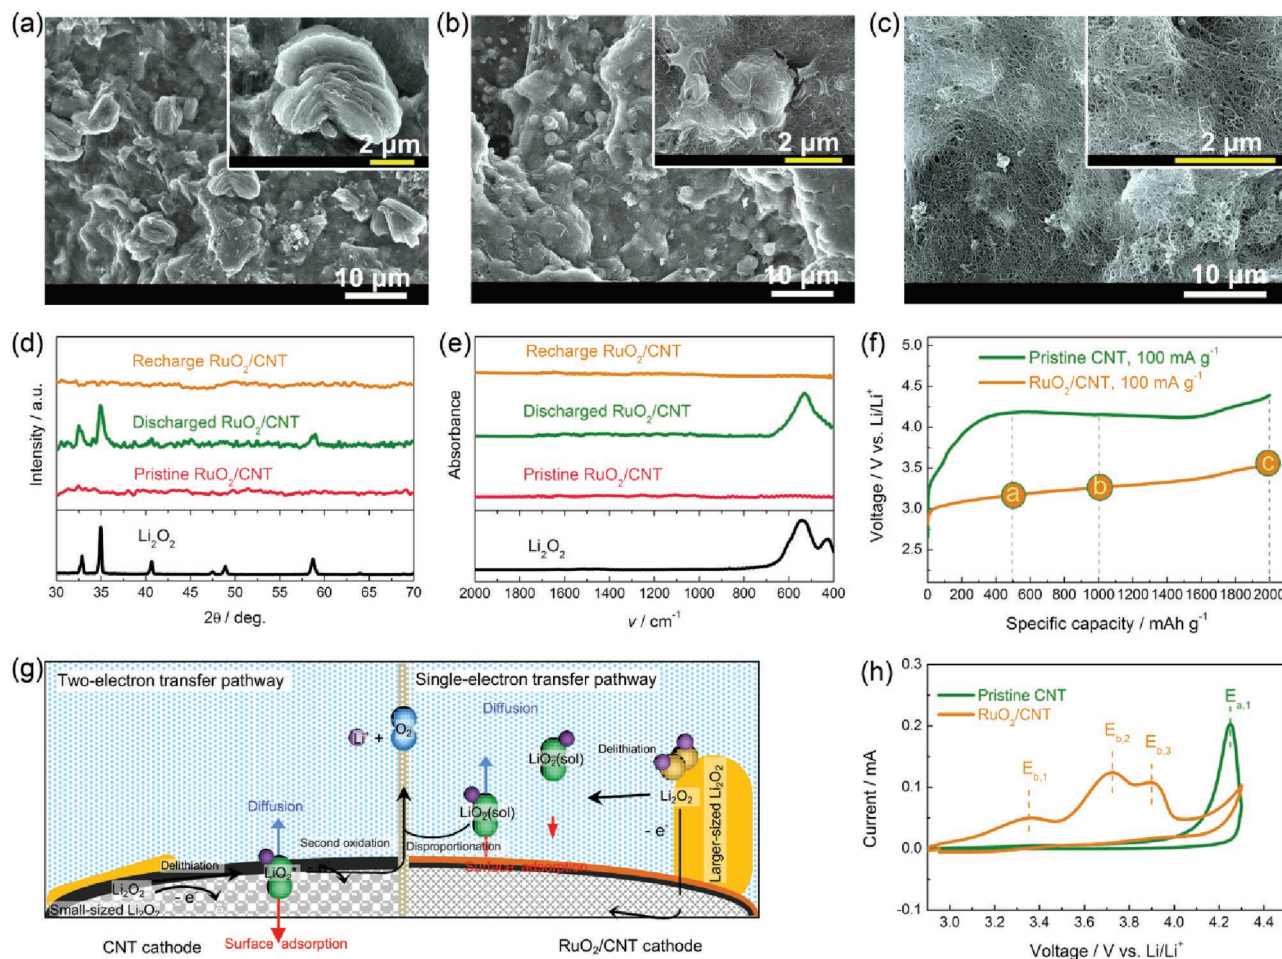 (a)
2 µm
10 µm
(b)
2 µm
10 µm
(c)
2 µm
10 µm
(d)
Recharge RuO₂/CNT
Discharged RuO₂/CNT
Pristine RuO₂/CNT
Li₂O₂
Intensity / a.u.
30 35 40 45 50 55 60 65 70
2θ / deg.
(e)
Recharge RuO₂/CNT
Discharged RuO₂/CNT
Pristine RuO₂/CNT
Li₂O₂
Absorbance
2000 1800 1600 1400 1200 1000 800 600 400
ν / cm⁻¹
(f)
Pristine CNT, 100 mA g⁻¹
RuO₂/CNT, 100 mA g⁻¹
a
b
c
Voltage / V vs. Li/Li⁺
5.0
4.5
4.0
3.5
3.0
2.5
0 200 400 600 800 1000 1200 1400 1600 1800 2000
Specific capacity / mAh g⁻¹
(g)
Two-electron transfer pathway
Single-electron transfer pathway
Diffusion
Li⁺ +
O₂
LiO₂(sol)
Delithiation
Li₂O₂
LiO₂(sol)
Diffusion
- e⁻
Larger-sized Li₂O₂
Second oxidation
Disproportionation
Surface adsorption
Delithiation
LiO₂*
Li₂O₂
- e⁻
Small-sized Li₂O₂
CNT cathode
Surface adsorption
RuO₂/CNT cathode
(h)
Pristine CNT
RuO₂/CNT
E_a,1
E_b,2
E_b,3
E_b,1
Current / mA
0.3
0.2
0.1
0.0
-0.1
3.0 3.2 3.4 3.6 3.8 4.0 4.2 4.4
Voltage / V vs. Li/Li⁺